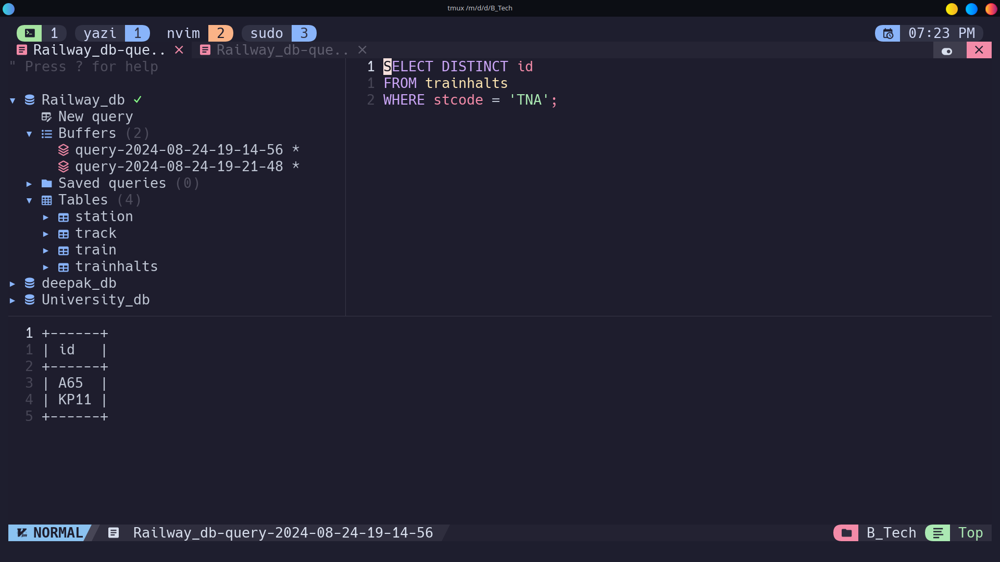 tmux /m/d/d/B_Tech
1 yazi 1 nvim 2 sudo 3 07:23 PM
Railway_db-que.. × Railway_db-que.. ×
" Press ? for help
Railway_db ✓
New query
Buffers (2)
query-2024-08-24-19-14-56 *
query-2024-08-24-19-21-48 *
Saved queries (0)
Tables (4)
station
track
train
trainhalts
deepak_db
University_db
1 SELECT DISTINCT id
1 FROM trainhalts
2 WHERE stcode = 'TNA';
1 +------+
1 | id   |
2 +------+
3 | A65  |
4 | KP11 |
5 +------+
NORMAL Railway_db-query-2024-08-24-19-14-56 B_Tech Top